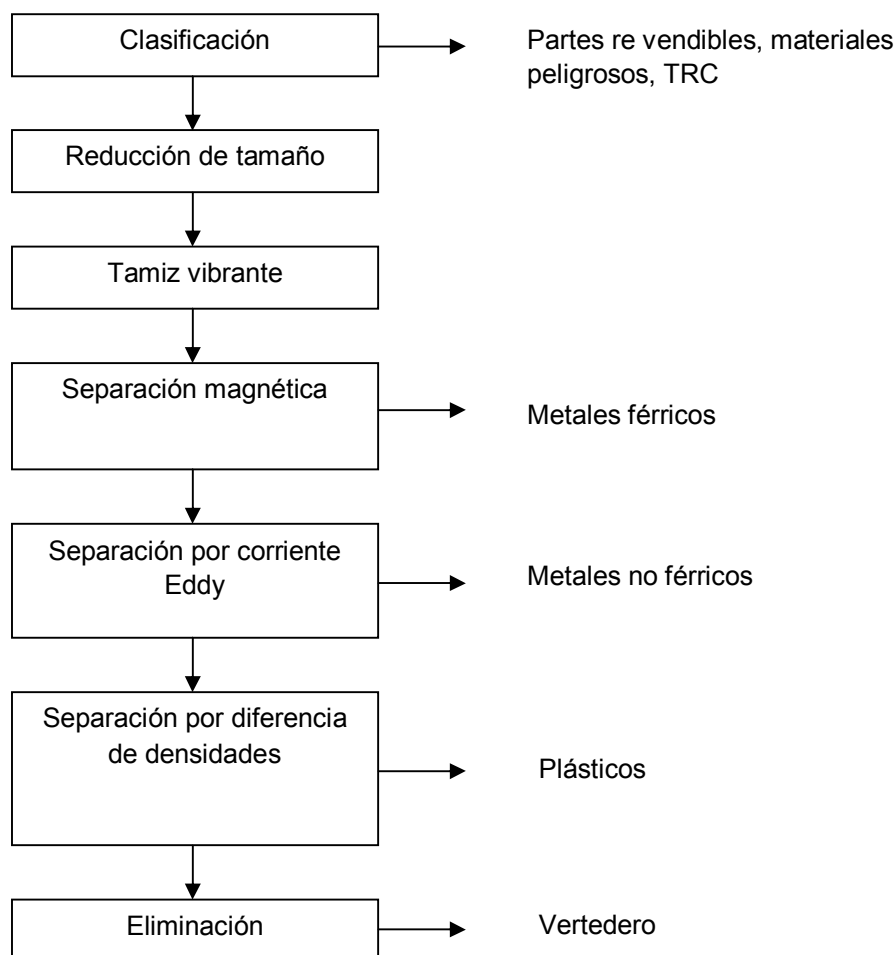 Clasificación
Partes re vendibles, materiales
peligrosos, TRC
Reducción de tamaño
Tamiz vibrante
Separación magnética
Metales férricos
Separación por corriente
Eddy
Metales no férricos
Separación por diferencia
de densidades
Plásticos
Eliminación
Vertedero